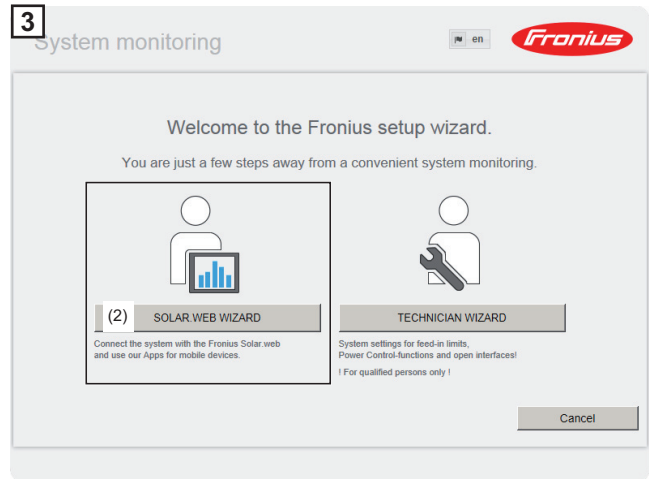 3
System monitoring
en
Fronius
Welcome to the Fronius setup wizard.
You are just a few steps away from a convenient system monitoring.
(2) SOLAR.WEB WIZARD
Connect the system with the Fronius Solar.web
and use our Apps for mobile devices.
TECHNICIAN WIZARD
System settings for feed-in limits,
Power Control-functions and open interfaces!
! For qualified persons only !
Cancel